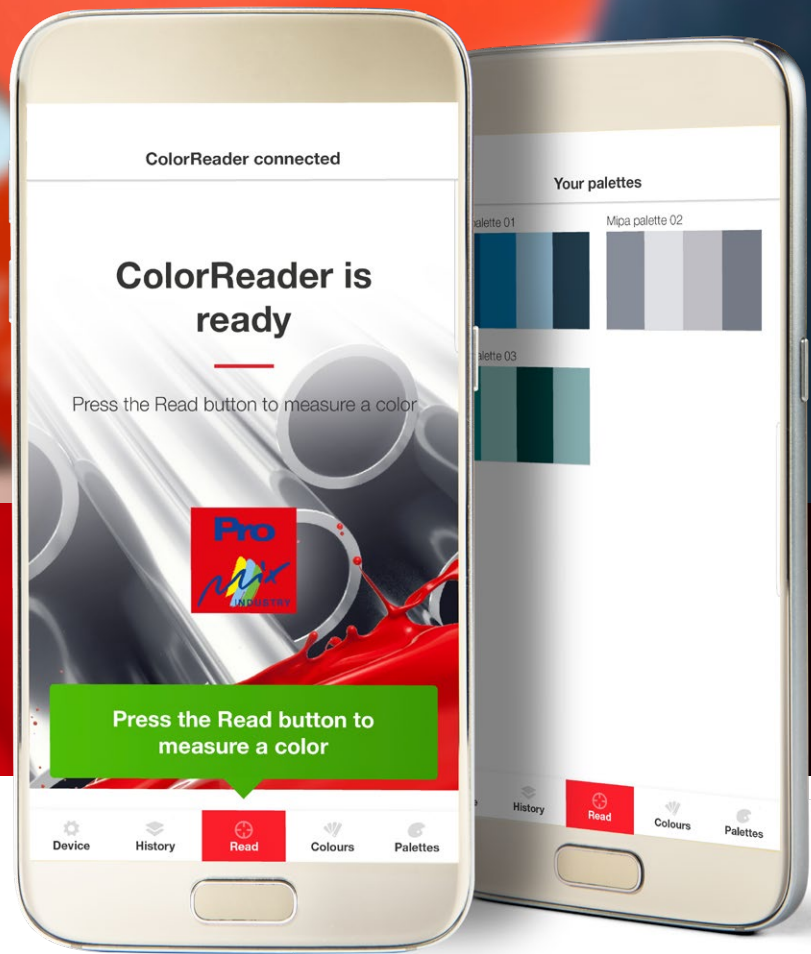 ColorReader connected
ColorReader is
ready
Press the Read button to measure a color
Pro
Mix
INDUSTRY
Press the Read button to
measure a color
Device
History
Read
Colours
Palettes
Your palettes
alette 01
Mipa palette 02
alette 03
History
Read
Colours
Palettes